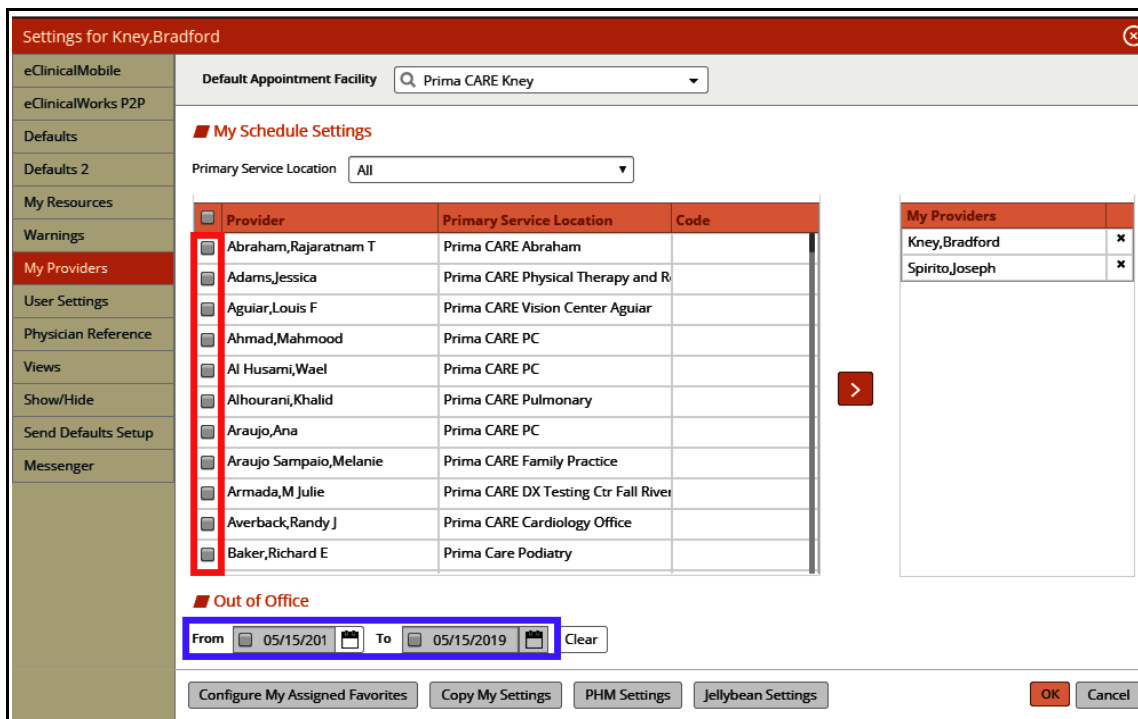 Settings for Kney,Bradford
eClinicalMobile
eClinicalWorks P2P
Defaults
Defaults 2
My Resources
Warnings
My Providers
User Settings
Physician Reference
Views
Show/Hide
Send Defaults Setup
Messenger
Default Appointment Facility Prima CARE Kney
My Schedule Settings
Primary Service Location All
Provider Primary Service Location Code
Abraham,Rajaratnam T Prima CARE Abraham
Adams,Jessica Prima CARE Physical Therapy and R
Aguiar,Louis F Prima CARE Vision Center Aguiar
Ahmad,Mahmood Prima CARE PC
Al Husami,Wael Prima CARE PC
Alhourani,Khalid Prima CARE Pulmonary
Araujo,Ana Prima CARE PC
Araujo Sampaio,Melanie Prima CARE Family Practice
Armada,M Julie Prima CARE DX Testing Ctr Fall River
Averback,Randy J Prima CARE Cardiology Office
Baker,Richard E Prima Care Podiatry
My Providers
Kney,Bradford
Spirito,Joseph
Out of Office
From 05/15/201 To 05/15/2019 Clear
Configure My Assigned Favorites Copy My Settings PHM Settings Jellybean Settings OK Cancel